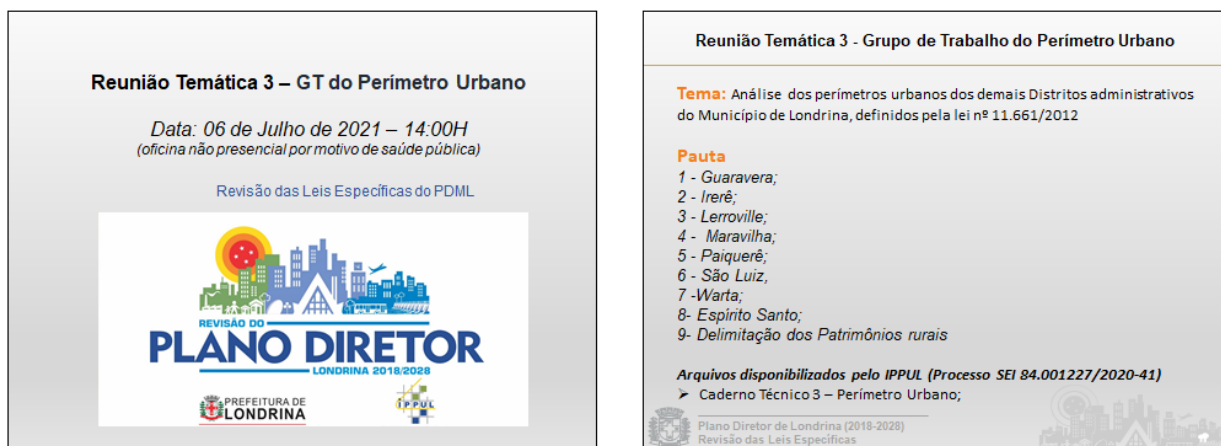 Reunião Temática 3 – GT do Perímetro Urbano
Data: 06 de Julho de 2021 – 14:00H
(oficina não presencial por motivo de saúde pública)
Revisão das Leis Específicas do PDML
REVISÃO DO
PLANO DIRETOR
LONDRINA 2018/2028
PREFEITURA DE
LONDRINA
IPPUL
Reunião Temática 3 - Grupo de Trabalho do Perímetro Urbano
Tema: Análise dos perímetros urbanos dos demais Distritos administrativos
do Município de Londrina, definidos pela lei nº 11.661/2012
Pauta
1 - Guaravera;
2 - Irerê;
3 - Lerroville;
4 - Maravilha;
5 - Paiquerê;
6 - São Luiz,
7 -Warta;
8- Espírito Santo;
9- Delimitação dos Patrimônios rurais
Arquivos disponibilizados pelo IPPUL (Processo SEI 84.001227/2020-41)
➤ Caderno Técnico 3 – Perímetro Urbano;
Plano Diretor de Londrina (2018-2028)
Revisão das Leis Específicas